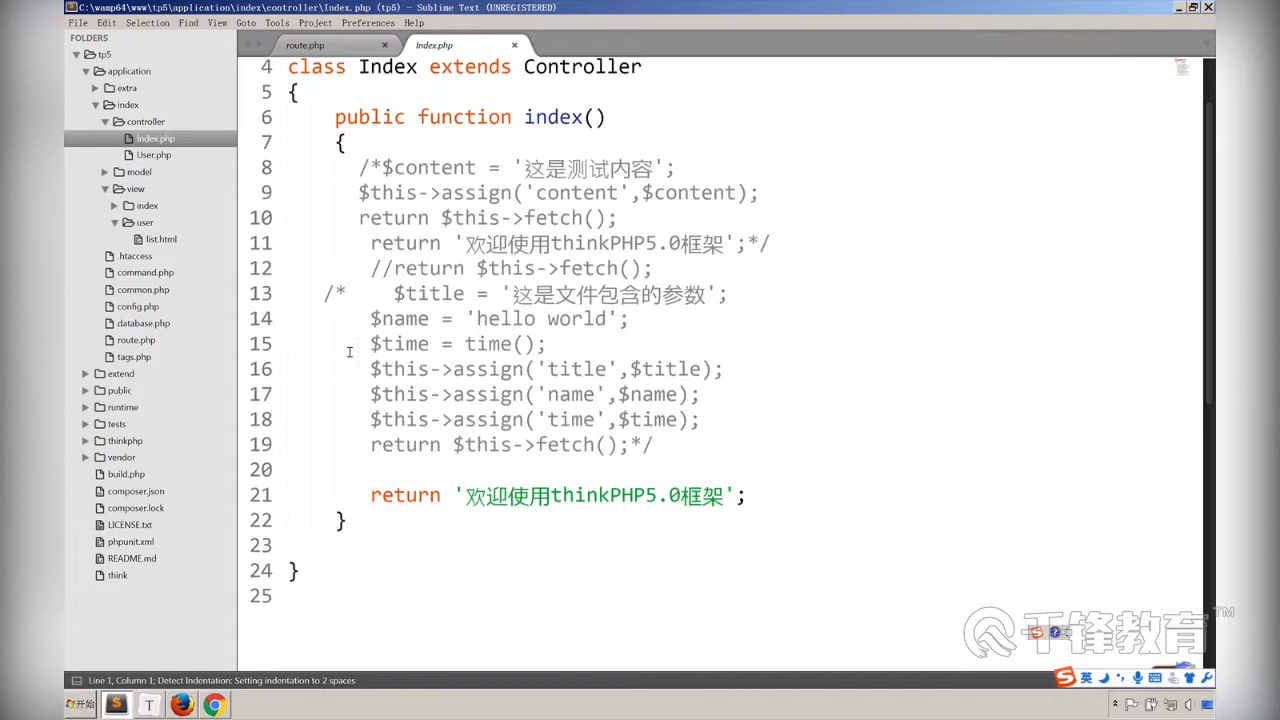 C:\wamp64\www\tp5\application\index\controller\Index.php (tp5) - Sublime Text (UNREGISTERED)
File Edit Selection Find View Goto Tools Project Preferences Help
FOLDERS
tp5
application
extra
index
controller
Index.php
User.php
model
view
index
user
list.html
.htaccess
command.php
common.php
config.php
database.php
route.php
tags.php
extend
public
runtime
tests
thinkphp
vendor
build.php
composer.json
composer.lock
LICENSE.txt
phpunit.xml
README.md
think
route.php
Index.php
4 class Index extends Controller
5 {
6 public function index()
7 {
8 /*$content = '这是测试内容';
9 $this->assign('content',$content);
10 return $this->fetch();
11 return '欢迎使用thinkPHP5.0框架';*/
12 //return $this->fetch();
13 /* $title = '这是文件包含的参数';
14 $name = 'hello world';
15 $time = time();
16 $this->assign('title',$title);
17 $this->assign('name',$name);
18 $this->assign('time',$time);
19 return $this->fetch();*/
20
21 return '欢迎使用thinkPHP5.0框架';
22 }
23
24 }
25
千锋教育 TM
英
Line 1, Column 1; Detect Indentation: Setting indentation to 2 spaces
开始